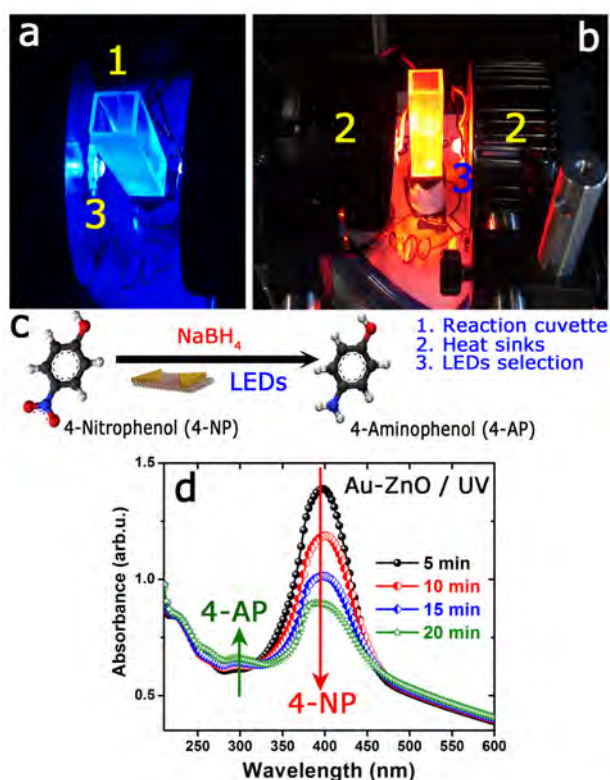 a
1
3
b
2
2
3
c
NaBH4
LEDs
4-Nitrophenol (4-NP)
4-Aminophenol (4-AP)
1. Reaction cuvette
2. Heat sinks
3. LEDs selection
d
Au-ZnO / UV
5 min
10 min
15 min
20 min
4-AP
4-NP
Absorbance (arb.u.)
1.5
1.0
0.5
250 300 350 400 450 500 550 600
Wavelength (nm)